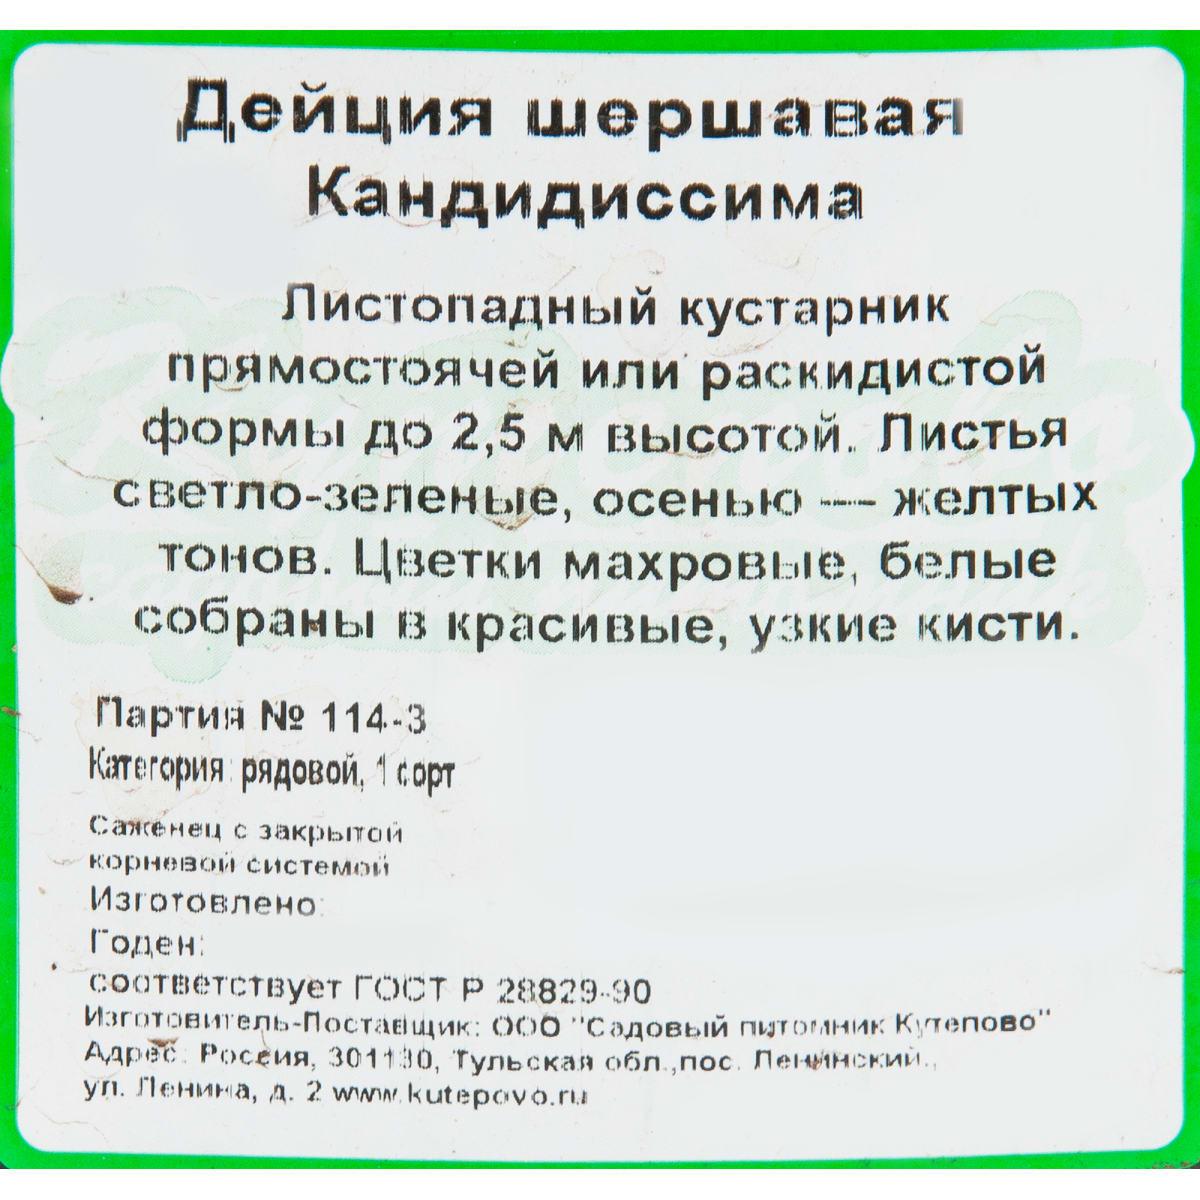 Дейция шершавая
Кандидиссима
Листопадный кустарник
прямостоячей или раскидистой
формы до 2,5 м высотой. Листья
светло-зеленые, осенью — желтых
тонов. Цветки махровые, белые
собраны в красивые, узкие кисти.
Партия № 114-3
Категория: рядовой, 1 сорт
Саженец с закрытой
корневой системой
Изготовлено:
Годен:
соответствует ГОСТ Р 28829-90
Изготовитель-Поставщик: ООО "Садовый питомник Кутепово"
Адрес: Россия, 301130, Тульская обл.,пос. Ленинский.,
ул. Ленина, д. 2 www.kutepovo.ru